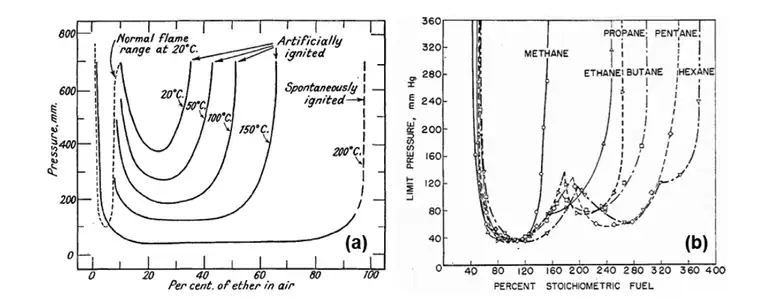 800
600
400
200
0
Pressure, mm.
Normal flame
range at 20°C.
Artificially
ignited
Spontaneously
ignited
20°C.
50°C.
100°C.
150°C.
200°C.
(a)
0 20 40 60 80 100
Per cent. of ether in air
360
320
280
240
200
160
120
80
40
0
LIMIT PRESSURE, mm Hg
METHANE
PROPANE PENTANE
ETHANE BUTANE HEXANE
(b)
40 80 120 160 200 240 280 320 360 400
PERCENT STOICHIOMETRIC FUEL